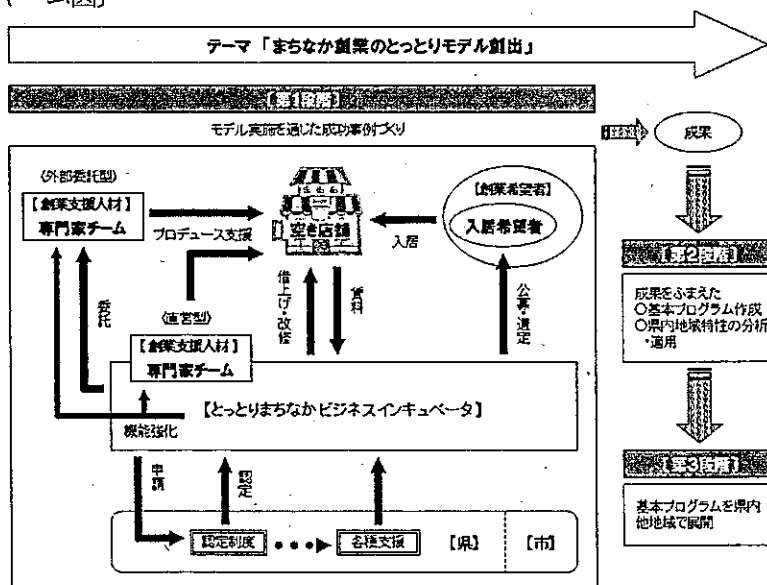 テーマ「まちなか創業のとっとりモデル創出」
【第1段階】
モデル実施を通じた成功事例づくり
成果
〈外部委託型〉
【創業支援人材】
専門家チーム
プロデュース支援
空き店舗
入居
【創業希望者】
入居希望者
委託
〈直営型〉
【創業支援人材】
専門家チーム
借上げ・改修
賃料
公募・選定
【第2段階】
成果をふまえた
○基本プログラム作成
○県内地域特性の分析
・適用
【とっとりまちなかビジネスインキュベータ】
機能強化
申請
認定
認定制度
各種支援
【県】
【市】
【第3段階】
基本プログラムを県内
他地域で展開